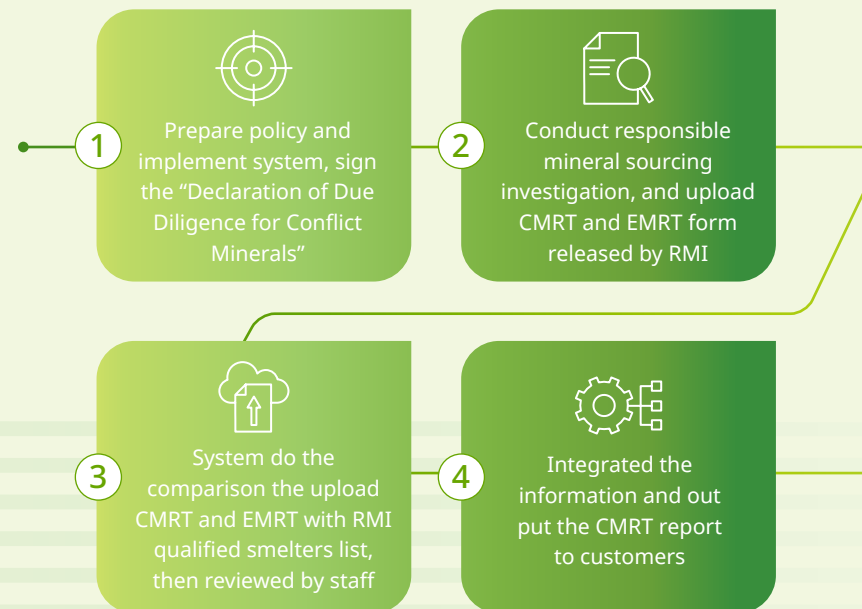 1
Prepare policy and
implement system, sign
the “Declaration of Due
Diligence for Conflict
Minerals”
2
Conduct responsible
mineral sourcing
investigation, and upload
CMRT and EMRT form
released by RMI
3
System do the
comparison the upload
CMRT and EMRT with RMI
qualified smelters list,
then reviewed by staff
4
Integrated the
information and out
put the CMRT report
to customers